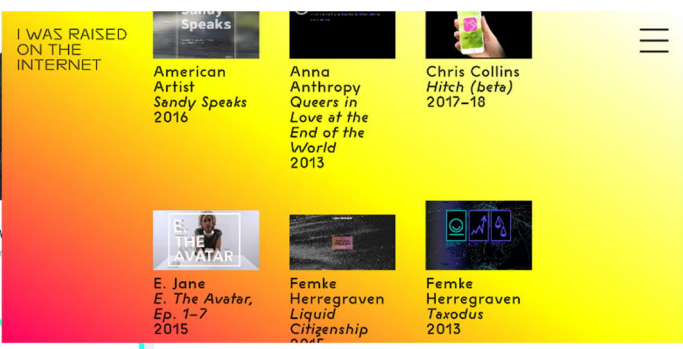 I WAS RAISED
ON THE
INTERNET
Sandy
Speaks
American
Artist
Sandy Speaks
2016
Anna
Anthropy
Queers in
Love at the
End of the
World
2013
Chris Collins
Hitch (beta)
2017–18
E.
THE
AVATAR
E. Jane
E. The Avatar,
Ep. 1–7
2015
Femke
Herregraven
Liquid
Citizenship
2015
Femke
Herregraven
Taxodus
2013